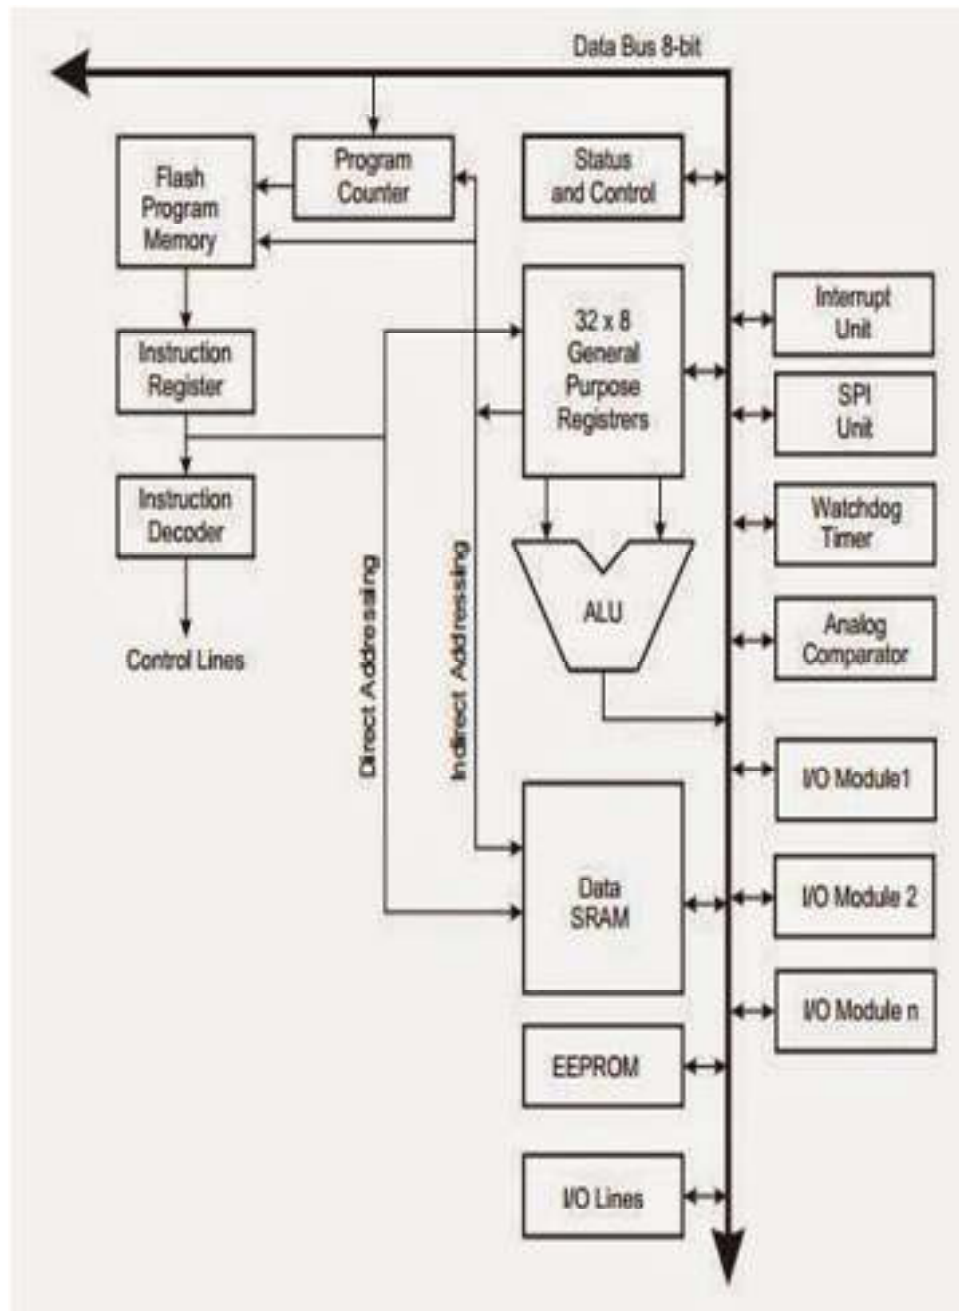 Data Bus 8-bit
Flash
Program
Memory
Program
Counter
Status
and Control
Instruction
Register
32 x 8
General
Purpose
Registrers
Interrupt
Unit
SPI
Unit
Instruction
Decoder
Watchdog
Timer
Control Lines
Direct Addressing
Indirect Addressing
ALU
Analog
Comparator
I/O Module1
Data
SRAM
I/O Module 2
I/O Module n
EEPROM
I/O Lines